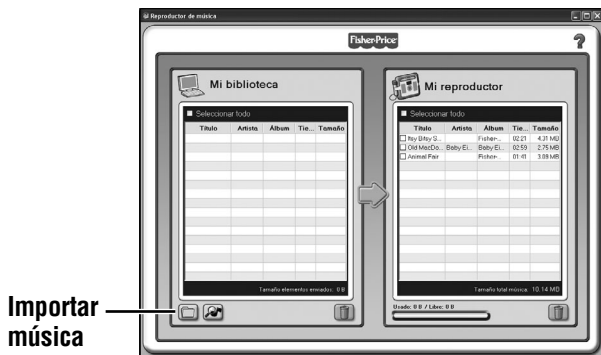 Reproductor de música
Fisher-Price
?
Mi biblioteca
Seleccionar todo
Título Artista Álbum Tie... Tamaño
Tamaño elementos enviados: 0 B
Mi reproductor
Seleccionar todo
Título Artista Álbum Tie... Tamaño
Itsy Bitsy S... Fisher-... 02:21 4.31 MB
Old MacDo... Baby Ei... Baby Ei... 02:59 2.75 MB
Animal Fair Fisher-... 01:41 3.08 MB
Tamaño total música: 10.14 MB
Usado: 0 B / Libre: 0 B
Importar
música